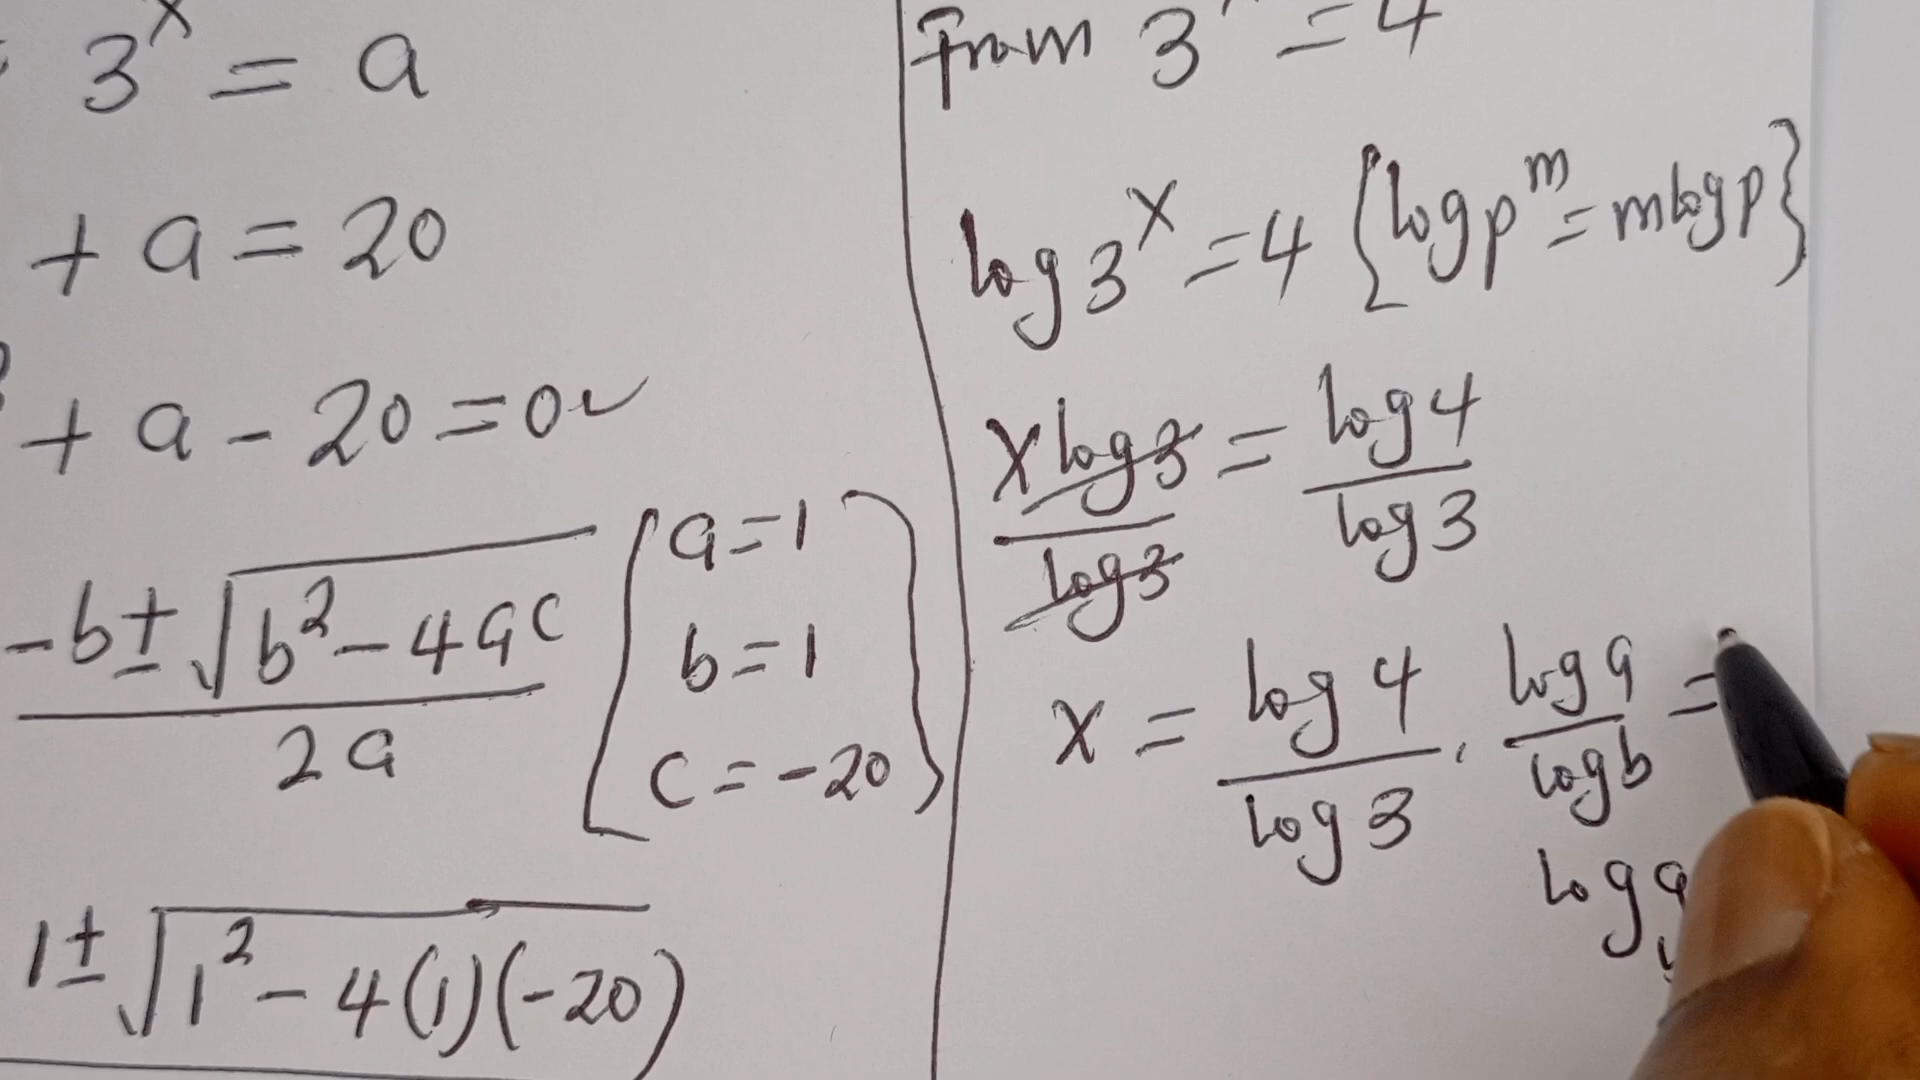 3^x = a
+ a = 20
+ a - 20 = 0
-b ± √(b² - 4ac)
2a
a = 1
b = 1
c = -20
1 ± √(1² - 4(1)(-20))
From 3^x = 4
log 3^x = 4 {log p^m = m log p}
x log 3 / log 3 = log 4 / log 3
x = log 4 / log 3 . log a / log b =
log a